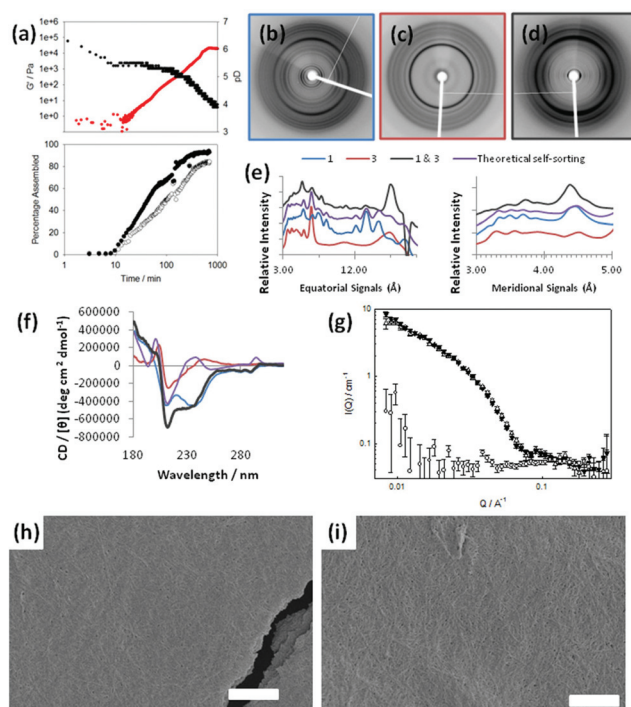 (a)
G' / Pa
1e+6
1e+5
1e+4
1e+3
1e+2
1e+1
1e+0
7
6
5
4
3
pD
Percentage Assembled
100
80
60
40
20
0
1
10
100
1000
Time / min
(b)
(c)
(d)
1
3
1 & 3
Theoretical self-sorting
(e)
Relative Intensity
3.00
12.00
Equatorial Signals (Å)
Relative Intensity
3.00
4.00
5.00
Meridional Signals (Å)
(f)
CD / [θ] (deg cm² dmol⁻¹)
600000
400000
200000
0
-200000
-400000
-600000
-800000
180
230
280
Wavelength / nm
(g)
I(Q) / cm⁻¹
10
1
0.1
0.01
0.1
Q / A⁻¹
(h)
(i)